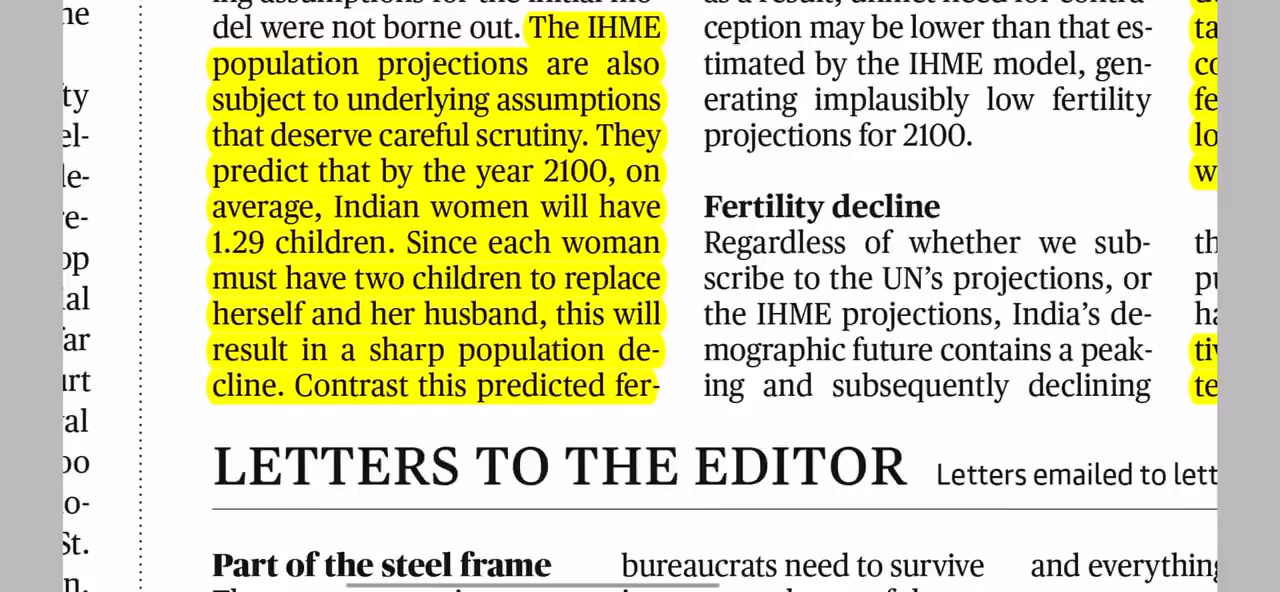 del were not borne out. The IHME
population projections are also
subject to underlying assumptions
that deserve careful scrutiny. They
predict that by the year 2100, on
average, Indian women will have
1.29 children. Since each woman
must have two children to replace
herself and her husband, this will
result in a sharp population de-
cline. Contrast this predicted fer-
ception may be lower than that es-
timated by the IHME model, gen-
erating implausibly low fertility
projections for 2100.
Fertility decline
Regardless of whether we sub-
scribe to the UN’s projections, or
the IHME projections, India’s de-
mographic future contains a peak-
ing and subsequently declining
LETTERS TO THE EDITOR Letters emailed to lett
Part of the steel frame
bureaucrats need to survive
and everything